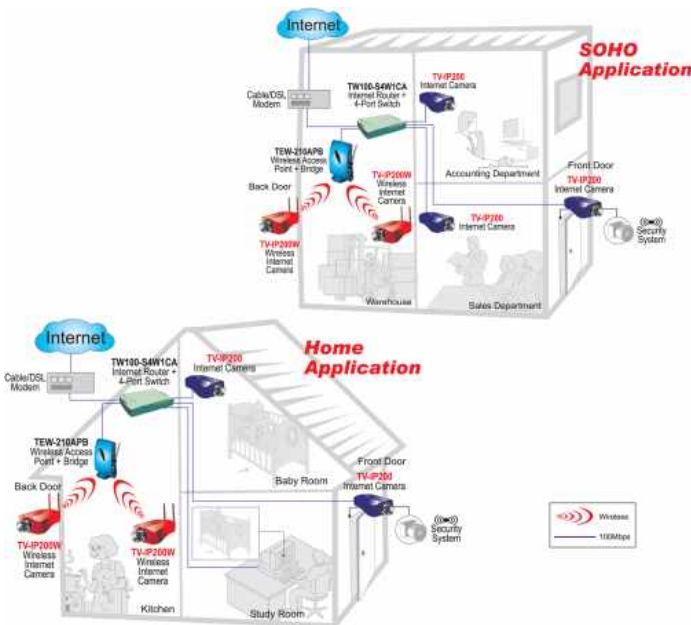 Internet
SOHO
Application
Cable/DSL
Modem
TW100-S4W1CA
Internet Router +
4-Port Switch
TV-IP200
Internet Camera
TEW-210APB
Wireless Access
Point + Bridge
Accounting Department
Front Door
TV-IP200
Internet Camera
Back Door
TV-IP200W
Wireless
Internet
Camera
TV-IP200
Internet Camera
Security
System
TV-IP200W
Wireless
Internet
Camera
Warehouse
Sales Department
Internet
Home
Application
Cable/DSL
Modem
TW100-S4W1CA
Internet Router +
4-Port Switch
TV-IP200
Internet Camera
TEW-210APB
Wireless Access
Point + Bridge
Baby Room
Front Door
TV-IP200
Internet Camera
Back Door
Security
System
TV-IP200W
Wireless
Internet
Camera
TV-IP200W
Wireless
Internet
Camera
Kitchen
Study Room
Wireless
100Mbps